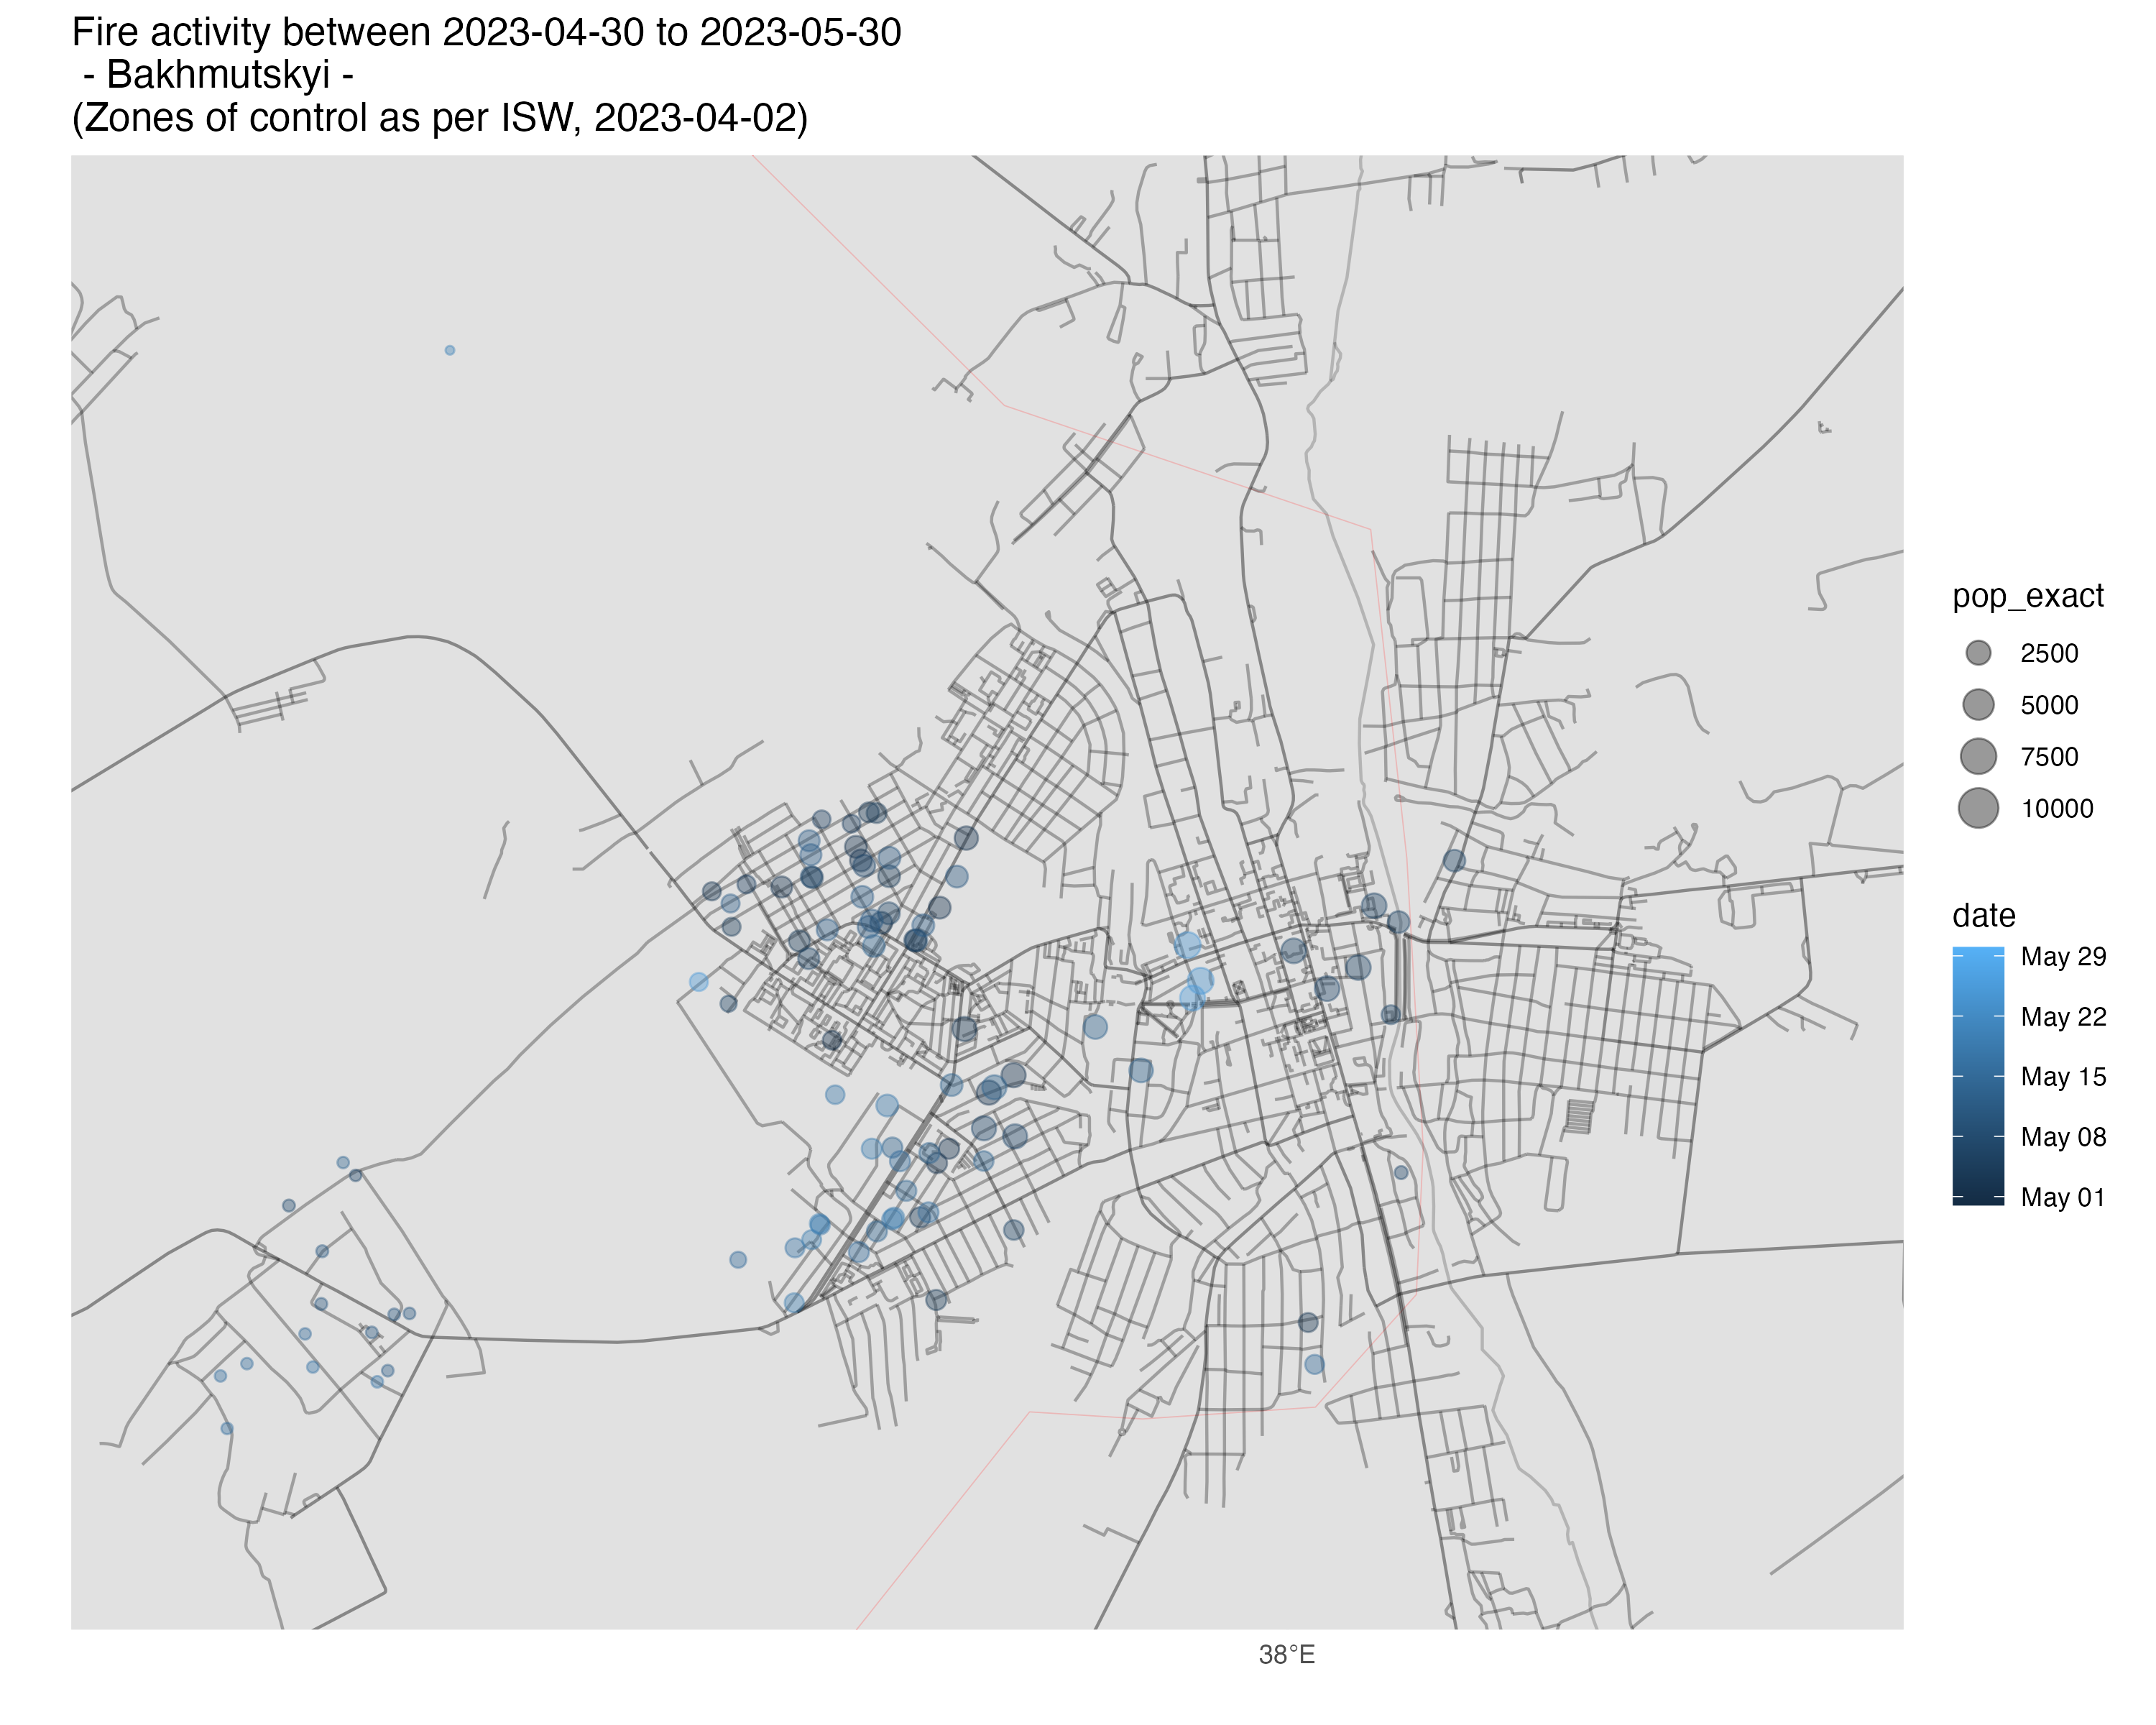 Fire activity between 2023-04-30 to 2023-05-30
- Bakhmutskyi -
(Zones of control as per ISW, 2023-04-02)
pop_exact
2500
5000
7500
10000
date
May 29
May 22
May 15
May 08
May 01
38°E